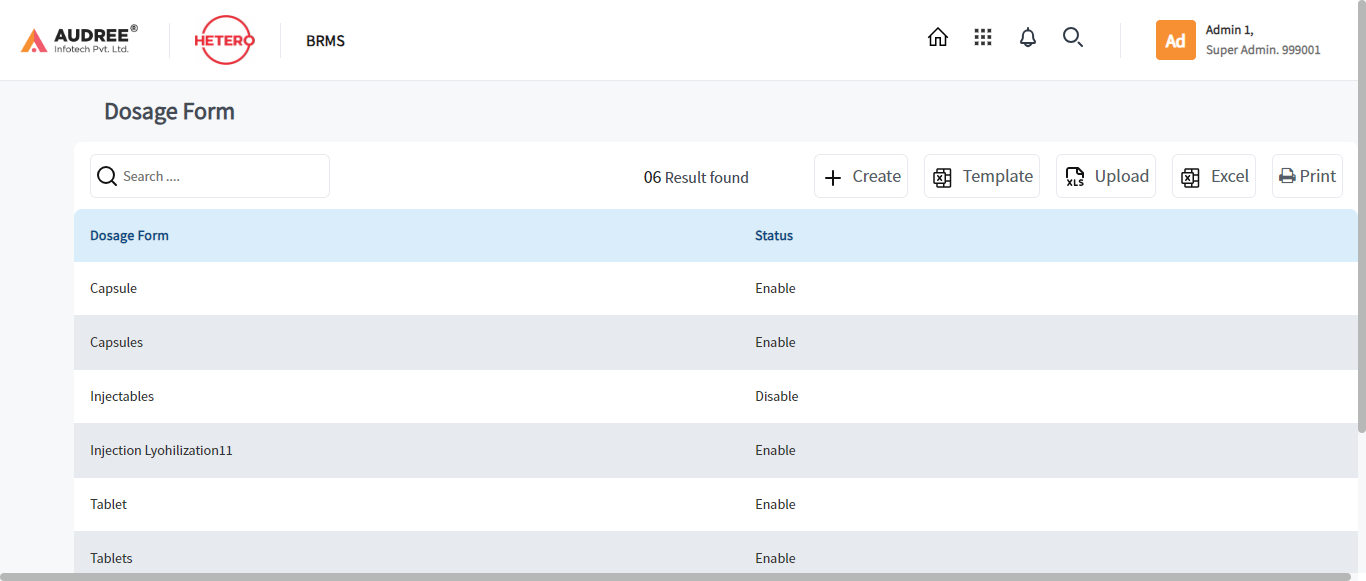 AUDREE®
Infotech Pvt. Ltd.
HETERO
BRMS
Ad
Admin 1,
Super Admin. 999001
Dosage Form
Search ....
06 Result found
Create
Template
XLS
Upload
Excel
Print
Dosage Form Status
Capsule Enable
Capsules Enable
Injectables Disable
Injection Lyohilization11 Enable
Tablet Enable
Tablets Enable